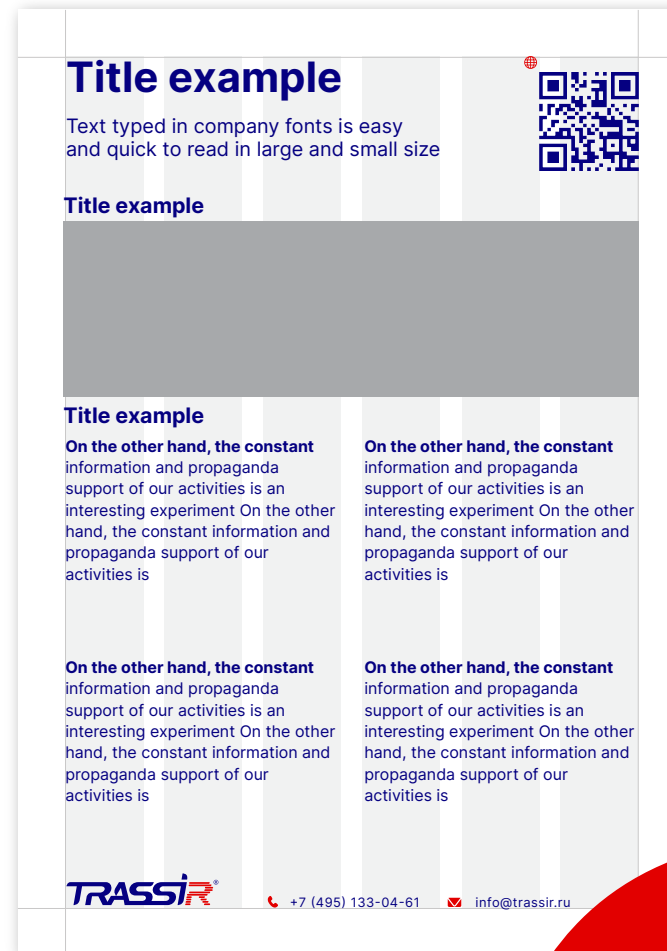 Title example
Text typed in company fonts is easy
and quick to read in large and small size
Title example
Title example
On the other hand, the constant
information and propaganda
support of our activities is an
interesting experiment On the other
hand, the constant information and
propaganda support of our
activities is
On the other hand, the constant
information and propaganda
support of our activities is an
interesting experiment On the other
hand, the constant information and
propaganda support of our
activities is
On the other hand, the constant
information and propaganda
support of our activities is an
interesting experiment On the other
hand, the constant information and
propaganda support of our
activities is
On the other hand, the constant
information and propaganda
support of our activities is an
interesting experiment On the other
hand, the constant information and
propaganda support of our
activities is
TRASSIR® +7 (495) 133-04-61 info@trassir.ru